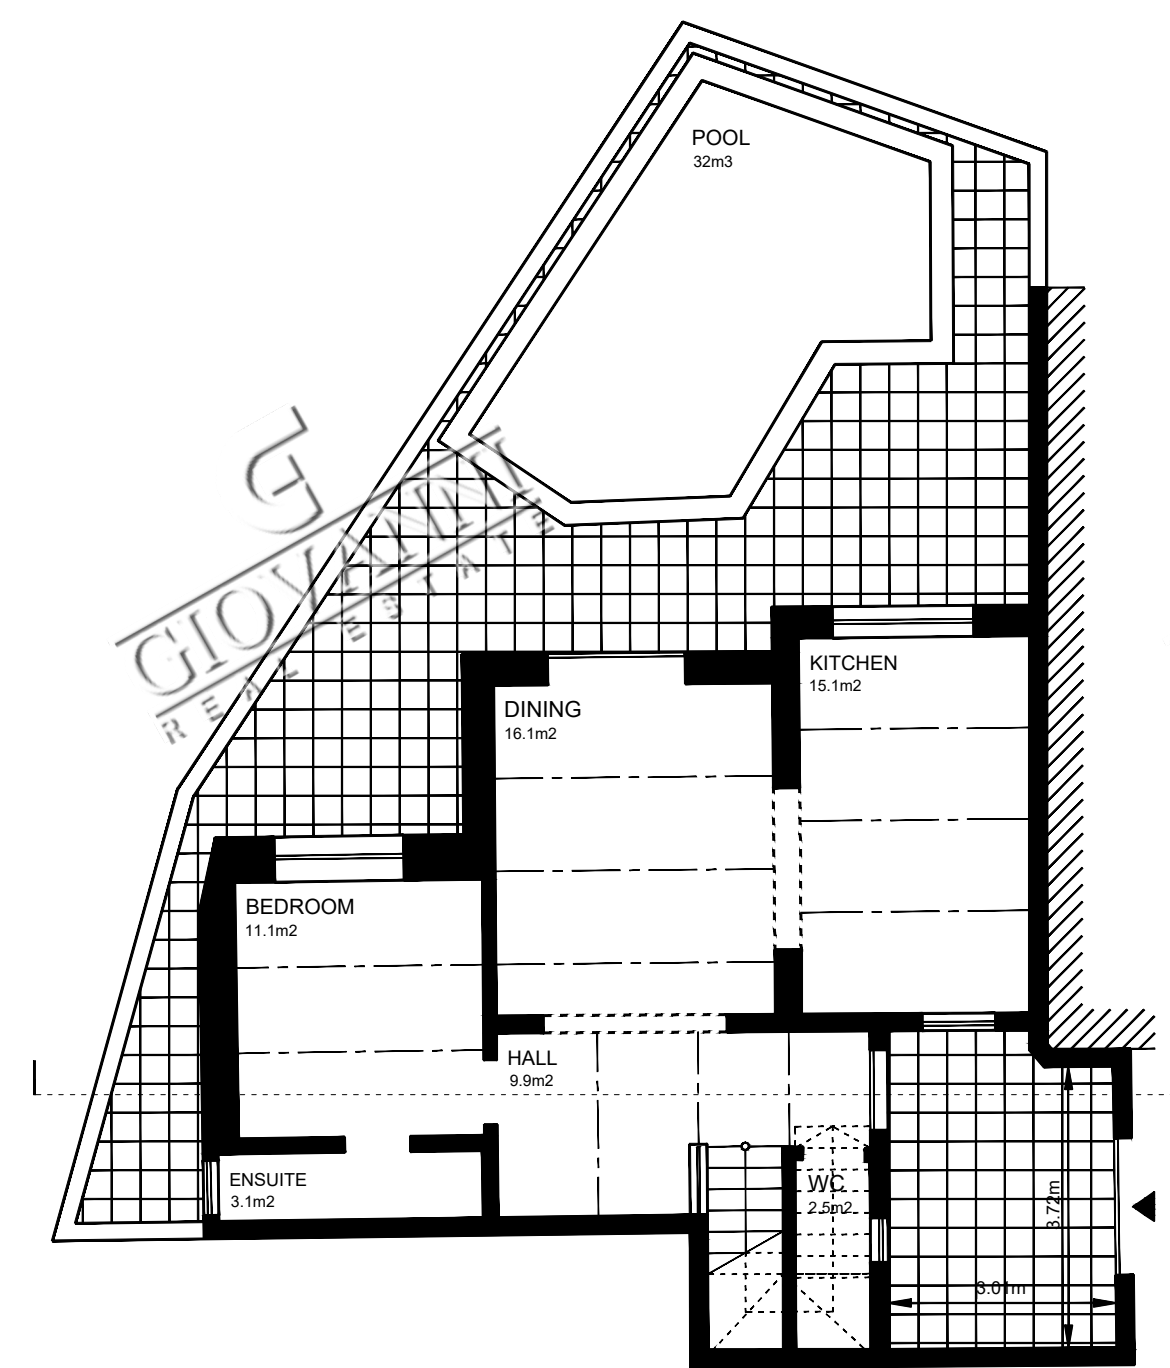 POOL
32m3
G
GIOVANNI
REAL ESTATE
KITCHEN
15.1m2
DINING
16.1m2
BEDROOM
11.1m2
HALL
9.9m2
ENSUITE
3.1m2
WC
2.5m2
3.72m
3.01m